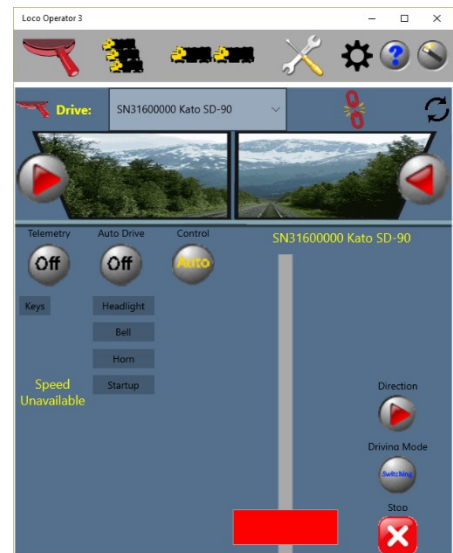 Loco Operator 3
Drive:
SN31600000 Kato SD-90
Telemetry
Auto Drive
Control
SN31600000 Kato SD-90
Off
Off
Auto
Keys
Headlight
Bell
Horn
Speed
Unavailable
Startup
Direction
Driving Mode
Switching
Stop